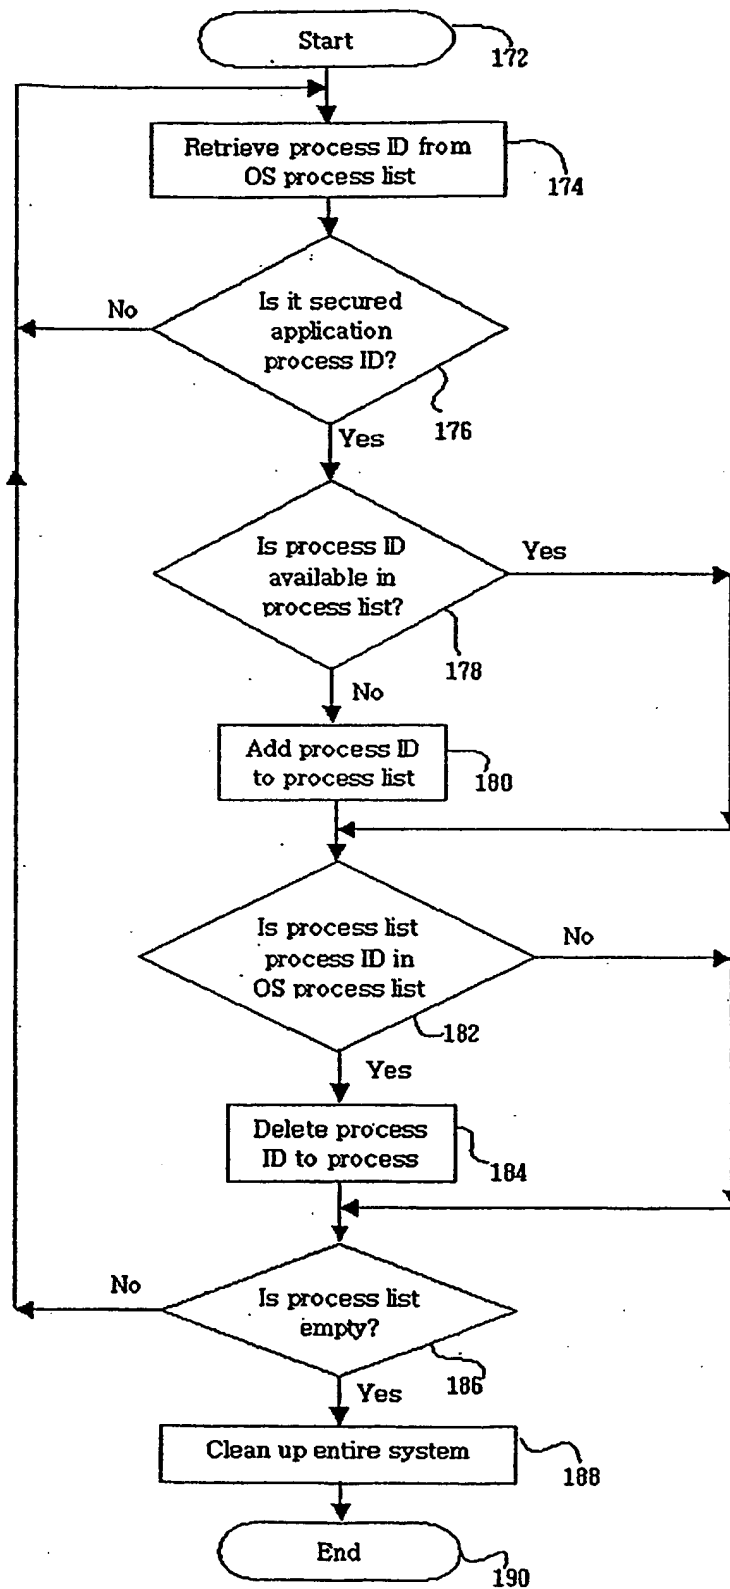 Start
172
Retrieve process ID from
OS process list
174
Is it secured
application
process ID?
No
176
Yes
Is process ID
available in
process list?
Yes
178
No
Add process ID
to process list
180
Is process list
process ID in
OS process list
No
182
Yes
Delete process
ID to process
184
No
Is process list
empty?
186
Yes
Clean up entire system
188
End
190